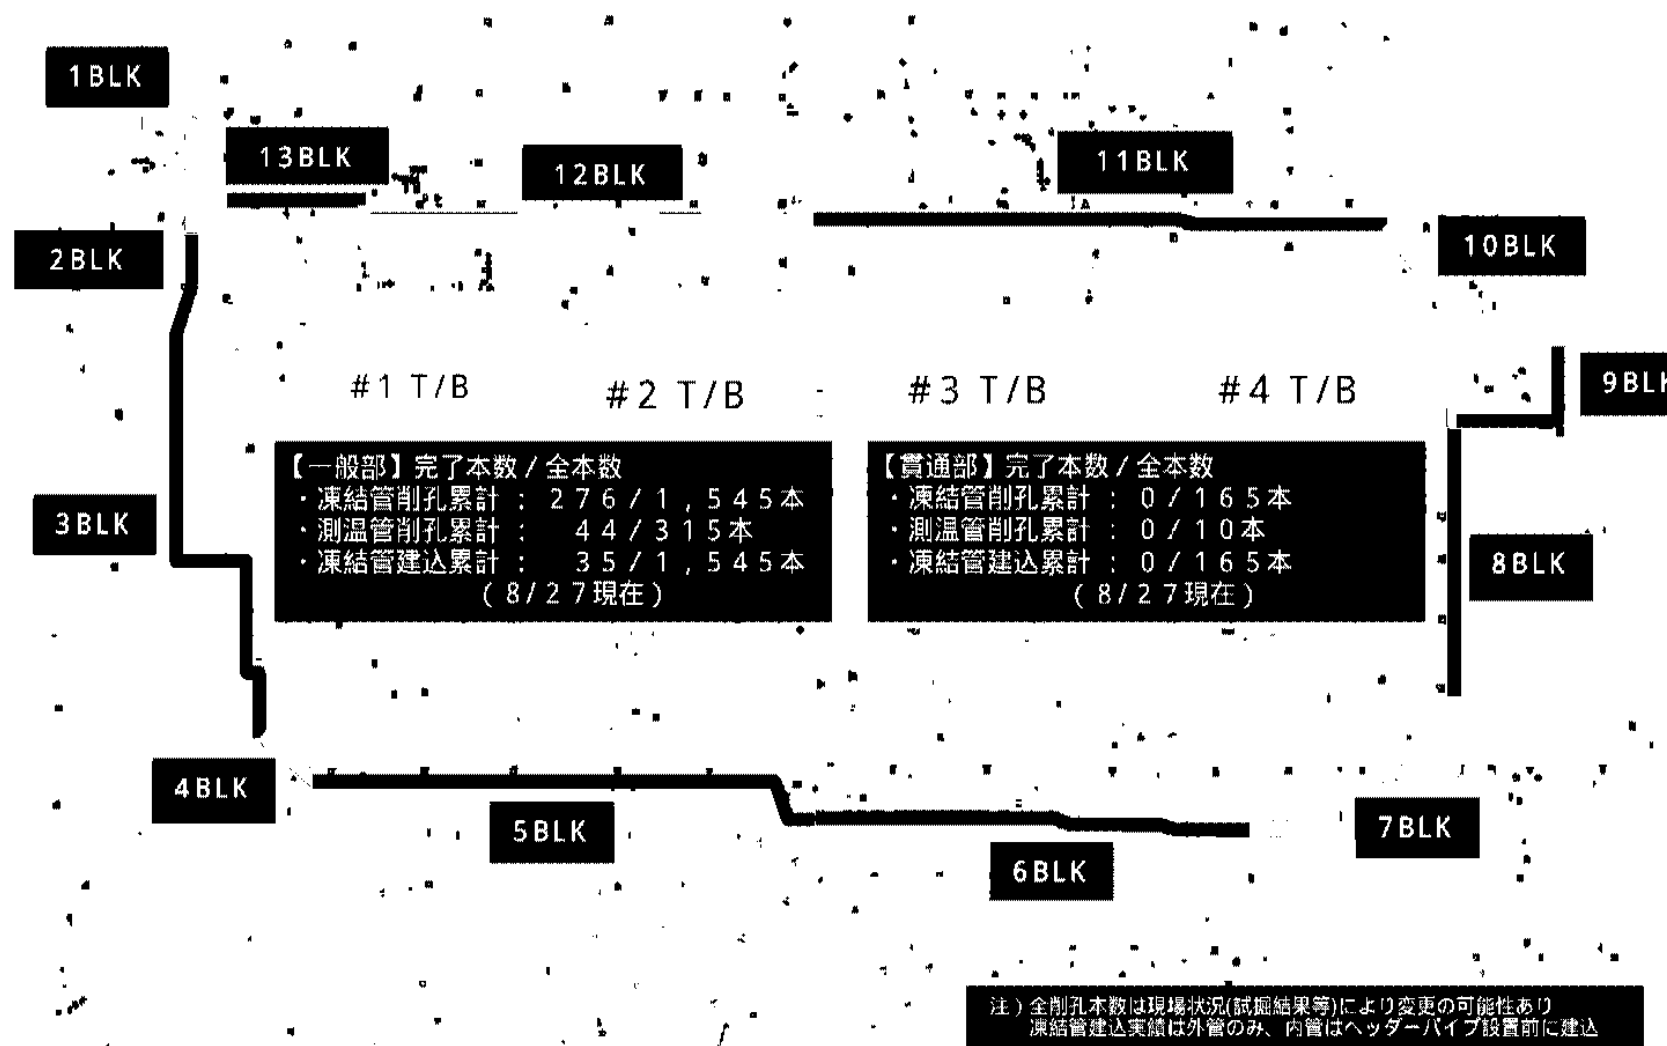 1BLK
13BLK
12BLK
11BLK
2BLK
10BLK
#1 T/B
#2 T/B
#3 T/B
#4 T/B
9BLK
【一般部】完了本数/全本数
・凍結管削孔累計：276/1,545本
・測温管削孔累計： 44/315本
・凍結管建込累計： 35/1,545本
(8/27現在)
【貫通部】完了本数/全本数
・凍結管削孔累計：0/165本
・測温管削孔累計：0/10本
・凍結管建込累計：0/165本
(8/27現在)
3BLK
8BLK
4BLK
5BLK
6BLK
7BLK
注)全削孔本数は現場状況(試掘結果等)により変更の可能性あり
凍結管建込実績は外管のみ、内管はヘッダーパイプ設置前に建込